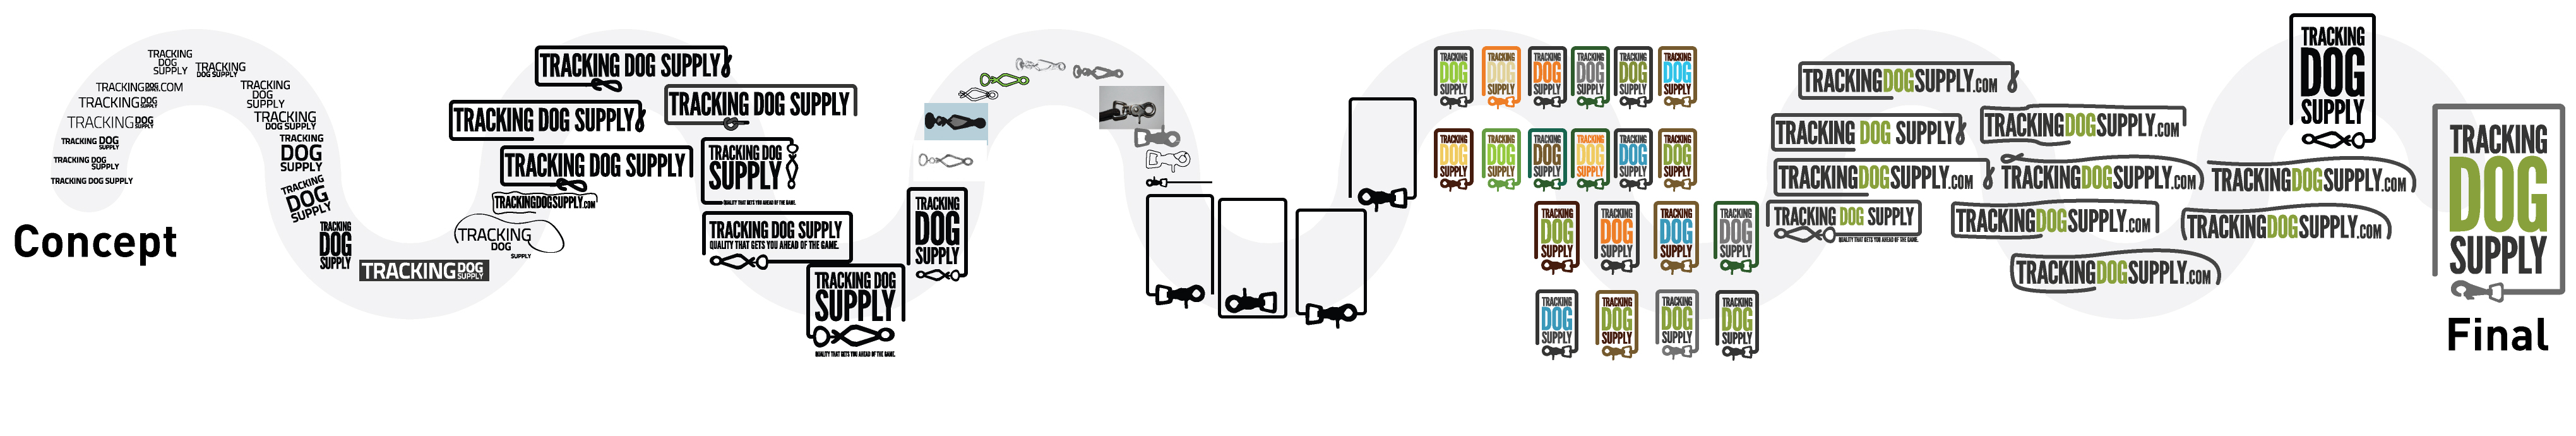 TRACKING
DOG
SUPPLY
TRACKING
DOG SUPPLY
TRACKINGDOG.COM
SUPPLY
TRACKINGDOG
SUPPLY
TRACKINGDOG
SUPPLY
TRACKING DOG
SUPPLY
TRACKING DOG
SUPPLY
TRACKING DOG SUPPLY
TRACKING
DOG
SUPPLY
TRACKING
DOG SUPPLY
TRACKING
DOG
SUPPLY
TRACKING
DOG
SUPPLY
TRACKING
DOG
SUPPLY
Concept
TRACKINGDOG
SUPPLY
TRACKING DOG SUPPLY
TRACKING DOG SUPPLY
TRACKING DOG SUPPLY
TRACKING DOG SUPPLY
TRACKINGDOGSUPPLY.COM
TRACKING
DOG
SUPPLY
TRACKING DOG
SUPPLY
QUALITY THAT GETS YOU AHEAD OF THE GAME.
TRACKING DOG SUPPLY
QUALITY THAT GETS YOU AHEAD OF THE GAME.
TRACKING DOG
SUPPLY
QUALITY THAT GETS YOU AHEAD OF THE GAME.
TRACKING
DOG
SUPPLY
TRACKING
DOG
SUPPLY
TRACKING
DOG
SUPPLY
TRACKING
DOG
SUPPLY
TRACKING
DOG
SUPPLY
TRACKING
DOG
SUPPLY
TRACKING
DOG
SUPPLY
TRACKING
DOG
SUPPLY
TRACKING
DOG
SUPPLY
TRACKING
DOG
SUPPLY
TRACKING
DOG
SUPPLY
TRACKING
DOG
SUPPLY
TRACKING
DOG
SUPPLY
TRACKING
DOG
SUPPLY
TRACKING
DOG
SUPPLY
TRACKING
DOG
SUPPLY
TRACKING
DOG
SUPPLY
TRACKING
DOG
SUPPLY
TRACKING
DOG
SUPPLY
TRACKING
DOG
SUPPLY
TRACKING
DOG
SUPPLY
TRACKINGDOGSUPPLY.COM
TRACKING DOG SUPPLY
TRACKINGDOGSUPPLY.COM
TRACKINGDOGSUPPLY.COM
TRACKINGDOGSUPPLY.COM
TRACKINGDOGSUPPLY.COM
TRACKING DOG SUPPLY
QUALITY THAT GETS YOU AHEAD OF THE GAME.
TRACKINGDOGSUPPLY.COM
TRACKINGDOGSUPPLY.COM
TRACKINGDOGSUPPLY.COM
TRACKING
DOG
SUPPLY
TRACKING
DOG
SUPPLY
Final